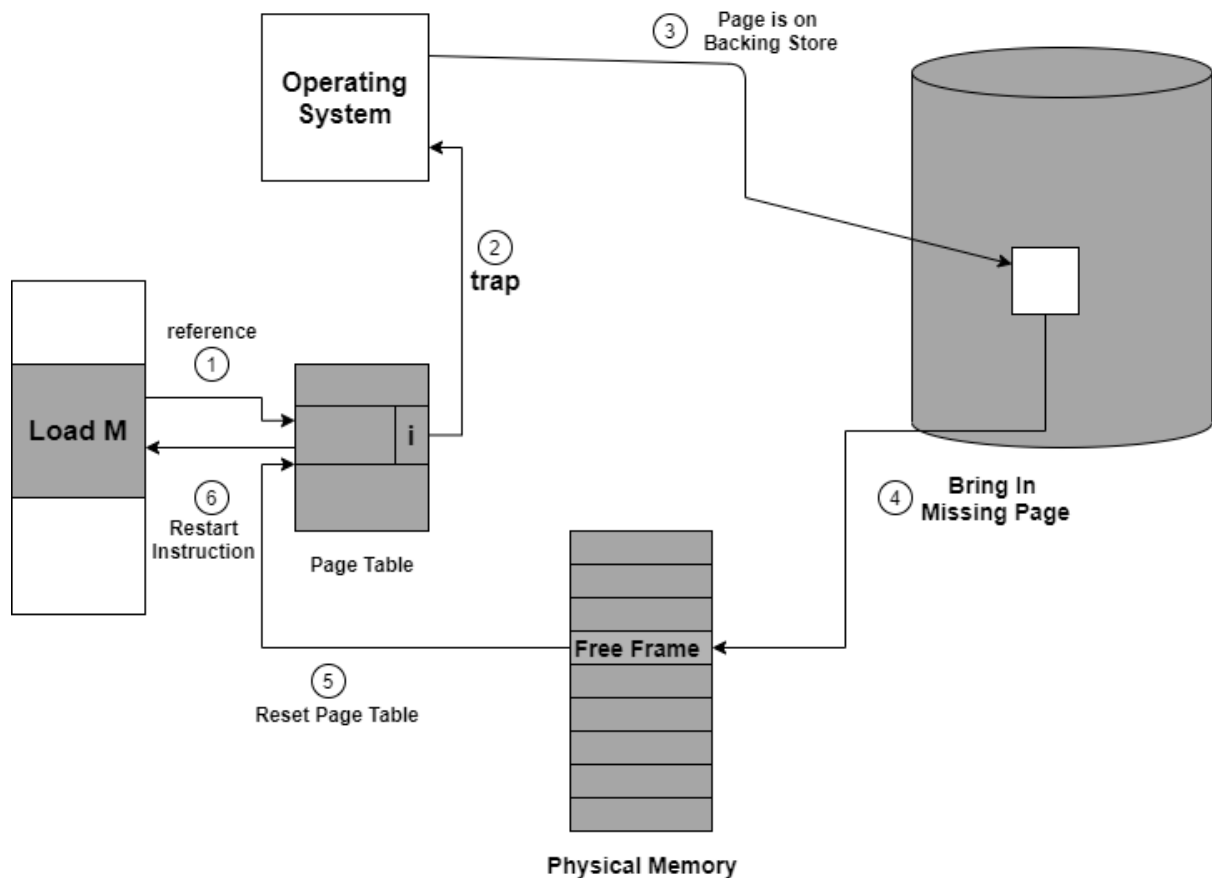 3
Page is on
Backing Store
Operating
System
2
trap
reference
1
Load M
i
6
Restart
Instruction
Page Table
4
Bring In
Missing Page
Free Frame
5
Reset Page Table
Physical Memory